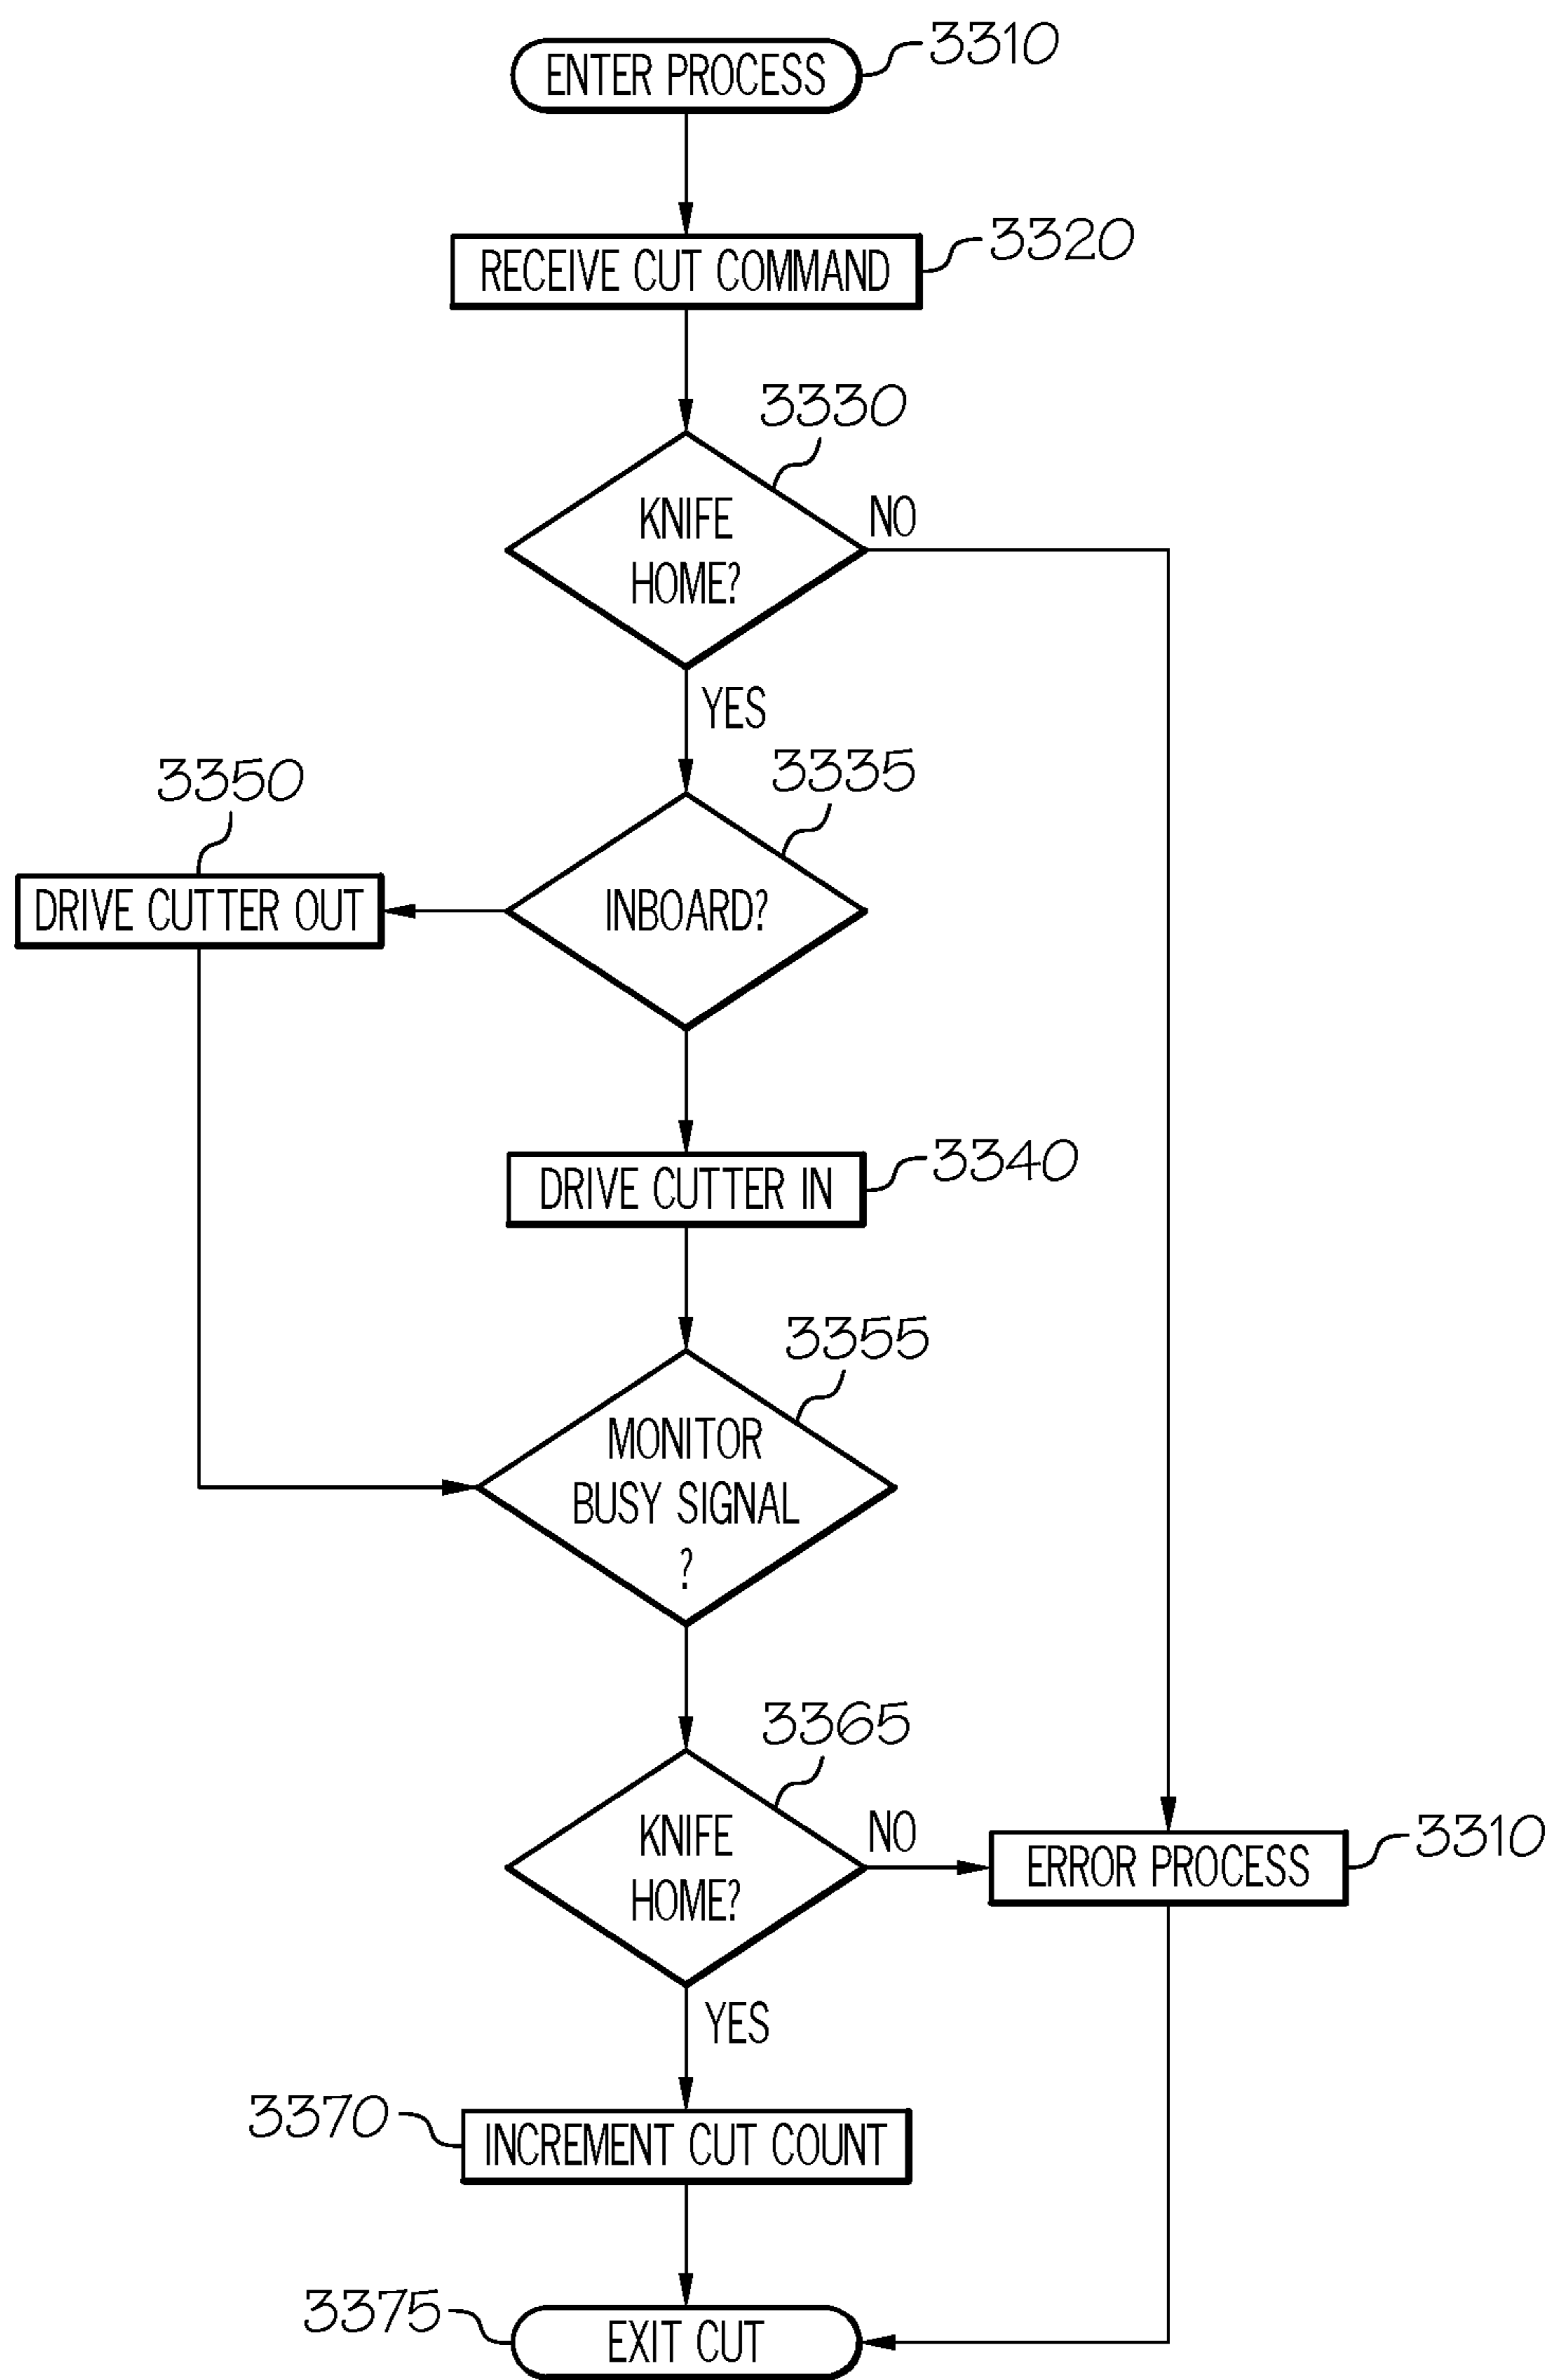 ENTER PROCESS
3310
RECEIVE CUT COMMAND
3320
3330
KNIFE
HOME?
NO
YES
3335
3350
INBOARD?
DRIVE CUTTER OUT
DRIVE CUTTER IN
3340
3355
MONITOR
BUSY SIGNAL
?
3365
KNIFE
HOME?
NO
ERROR PROCESS
3310
YES
3370
INCREMENT CUT COUNT
3375
EXIT CUT